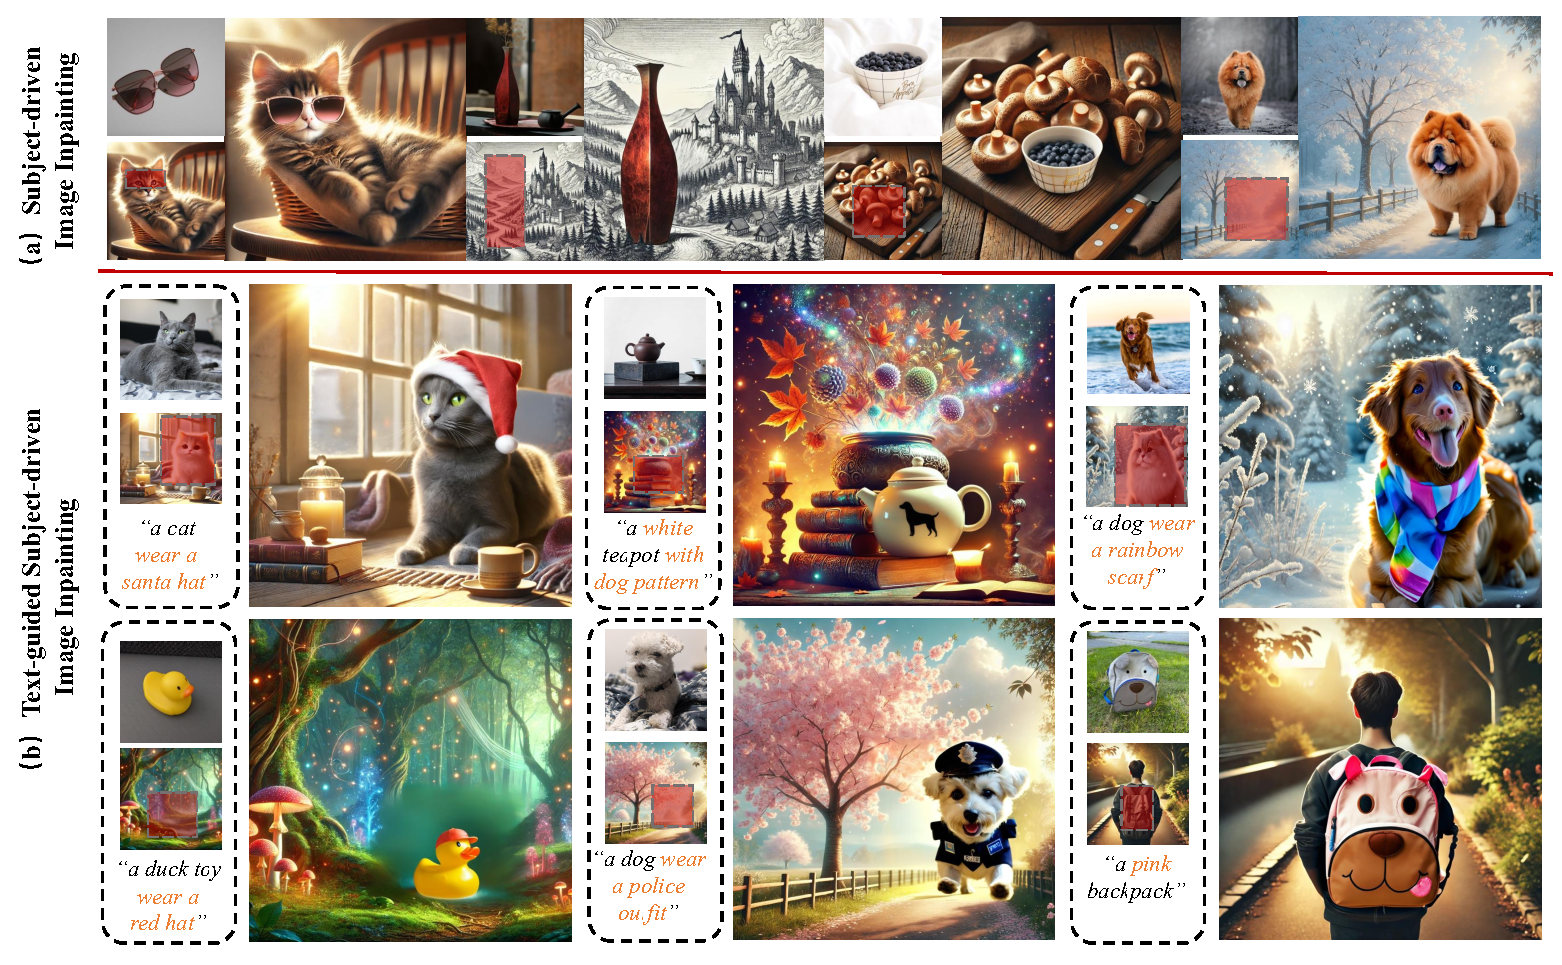 (a) Subject-driven
Image Inpainting
(b) Text-guided Subject-driven
Image Inpainting
“a cat
wear a
santa hat”
“a white
teapot with
dog pattern”
“a dog wear
a rainbow
scarf”
“a duck toy
wear a
red hat”
“a dog wear
a police
outfit”
“a pink
backpack”